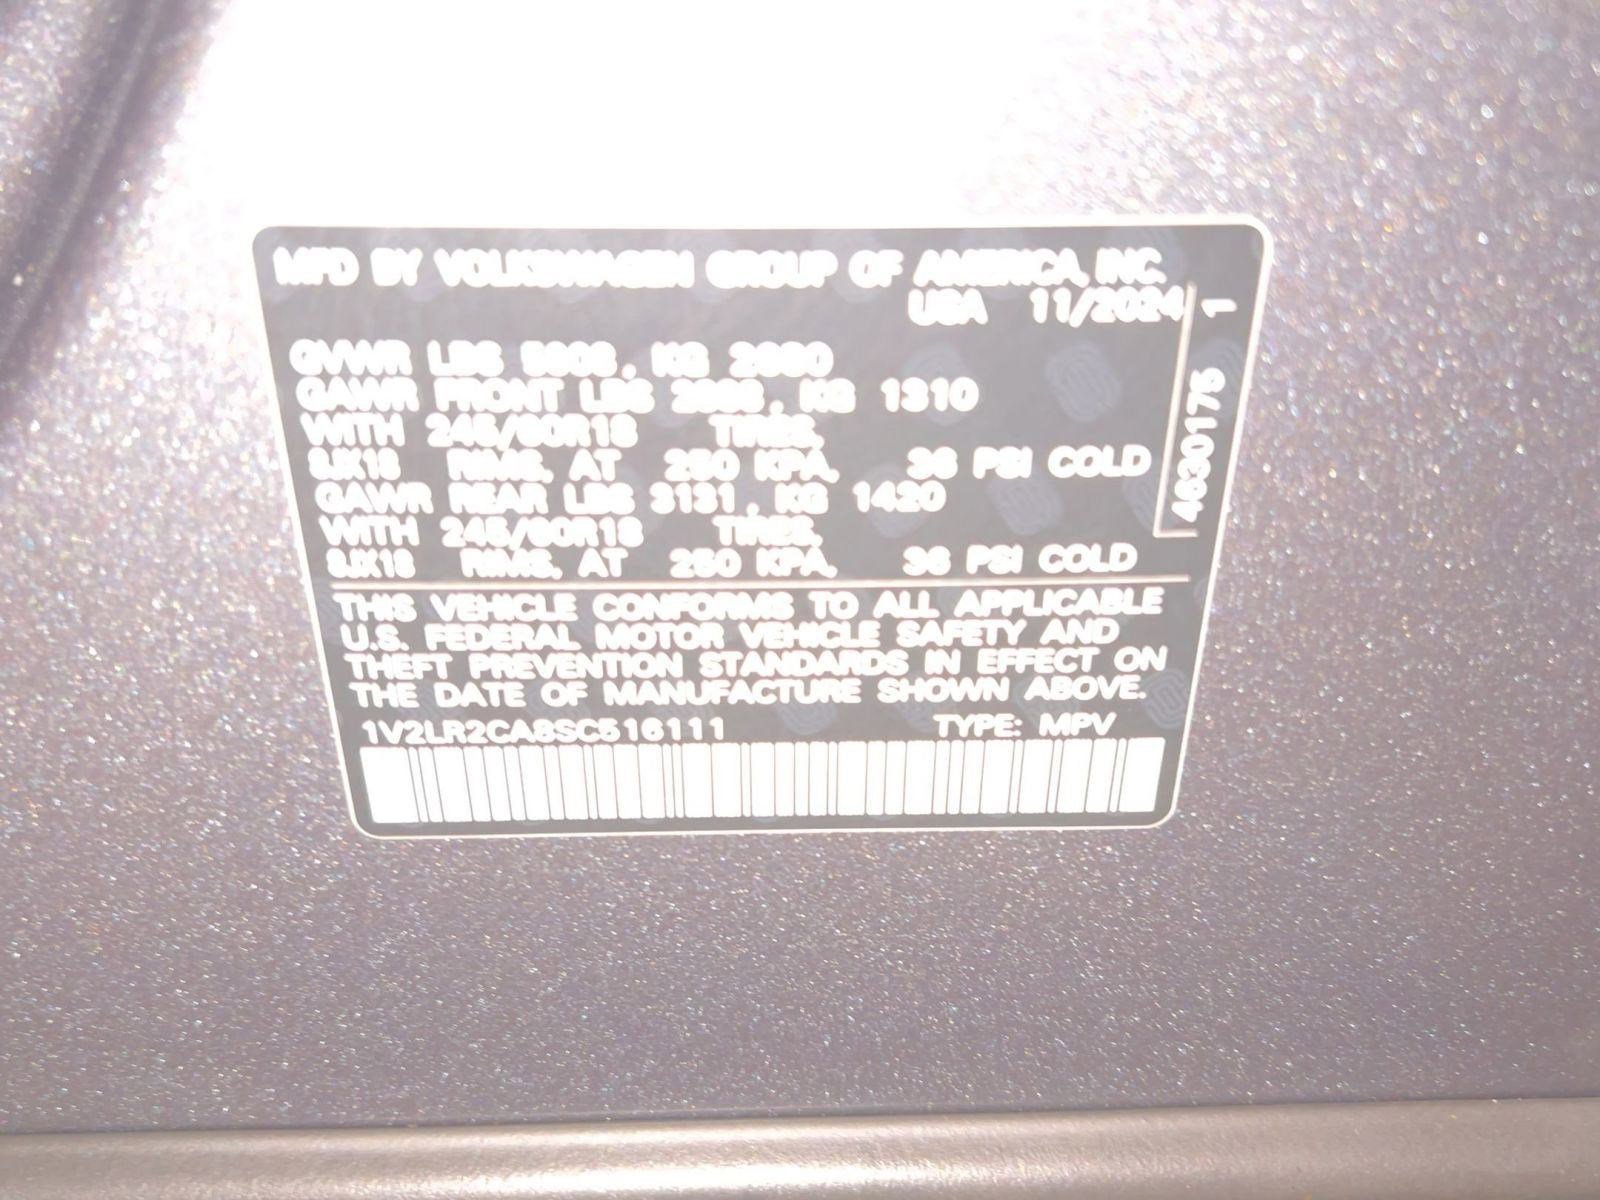 MFD BY VOLKSWAGEN GROUP OF AMERICA, INC.
USA 11/2024
GVWR LBS KG
GAWR FRONT LBS KG 1310
WITH 245/60R18 TIRES,
8JX18 RIMS, AT 250 KPA, 36 PSI COLD
GAWR REAR LBS 3131, KG 1420
WITH 245/60R18 TIRES,
8JX18 RIMS, AT 250 KPA, 36 PSI COLD
THIS VEHICLE CONFORMS TO ALL APPLICABLE
U.S. FEDERAL MOTOR VEHICLE SAFETY AND
THEFT PREVENTION STANDARDS IN EFFECT ON
THE DATE OF MANUFACTURE SHOWN ABOVE.
1V2LR2CA8SC516111 TYPE: MPV
4630175 1